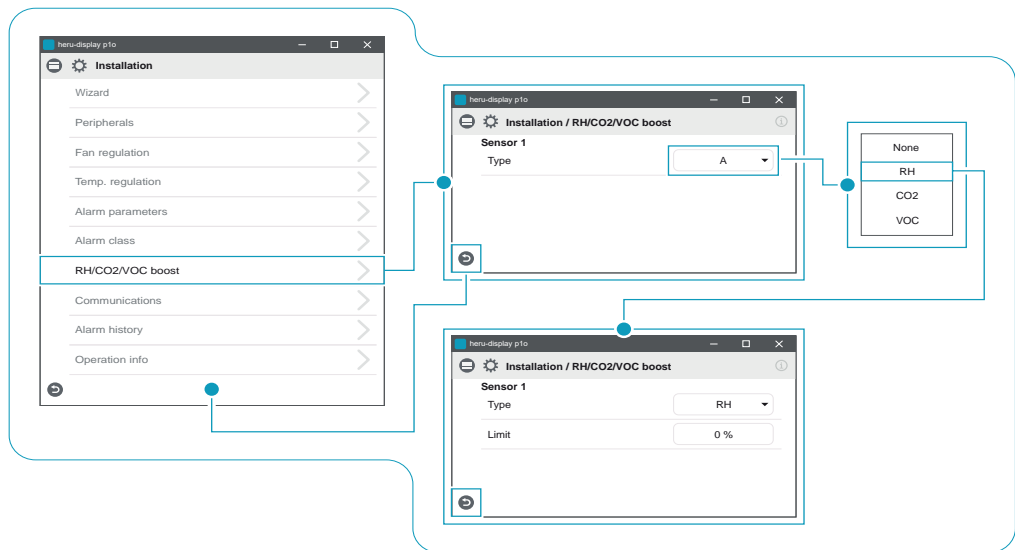 heru-display p1o
Installation
Wizard
Peripherals
Fan regulation
Temp. regulation
Alarm parameters
Alarm class
RH/CO2/VOC boost
Communications
Alarm history
Operation info
heru-display p1o
Installation / RH/CO2/VOC boost
Sensor 1
Type A
None
RH
CO2
VOC
heru-display p1o
Installation / RH/CO2/VOC boost
Sensor 1
Type RH
Limit 0 %